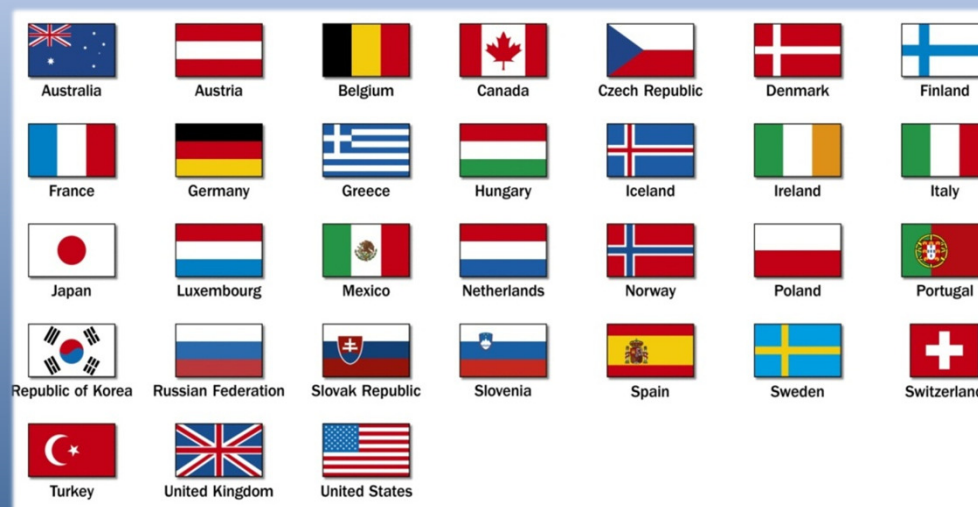 Australia Austria Belgium Canada Czech Republic Denmark Finland
France Germany Greece Hungary Iceland Ireland Italy
Japan Luxembourg Mexico Netherlands Norway Poland Portugal
Republic of Korea Russian Federation Slovak Republic Slovenia Spain Sweden Switzerland
Turkey United Kingdom United States